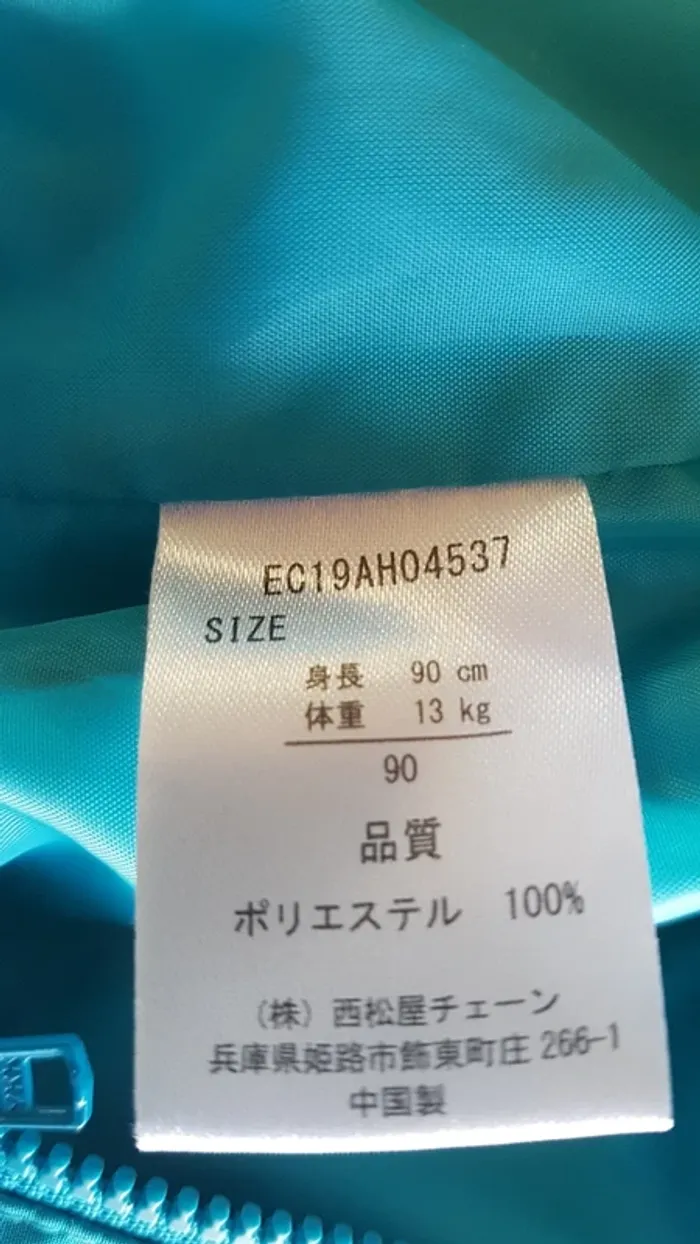 EC19AH04537
SIZE
身長 90 cm
体重 13 kg
90
品質
ポリエステル 100%
(株) 西松屋チェーン
兵庫県姫路市飾東町庄 266-1
中国製